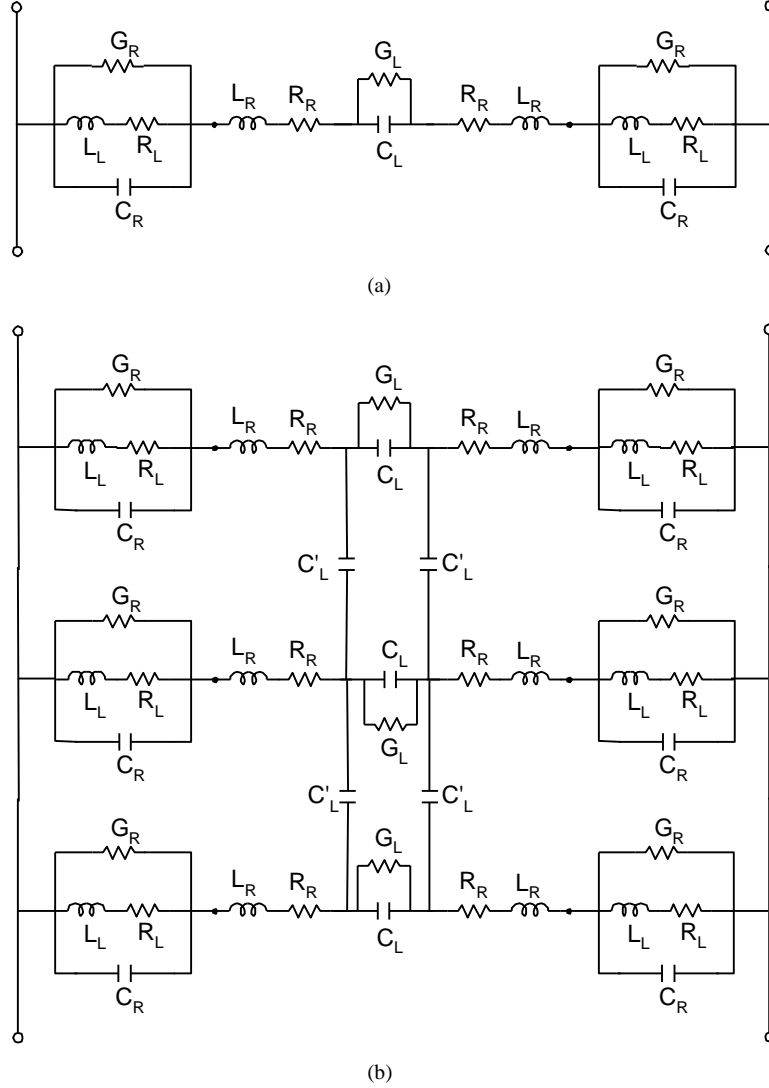 G_R G_L G_R
L_R R_R R_R L_R
L_L R_L C_L L_L R_L
C_R C_R
(a)
G_R G_L G_R
L_R R_R R_R L_R
L_L R_L C_L L_L R_L
C_R C_R
C'_L C'_L
G_R G_R
L_R R_R C_L R_R L_R
L_L R_L L_L R_L
G_L
C_R C_R
C'_L C'_L
G_R G_L G_R
L_R R_R R_R L_R
L_L R_L C_L L_L R_L
C_R C_R
(b)